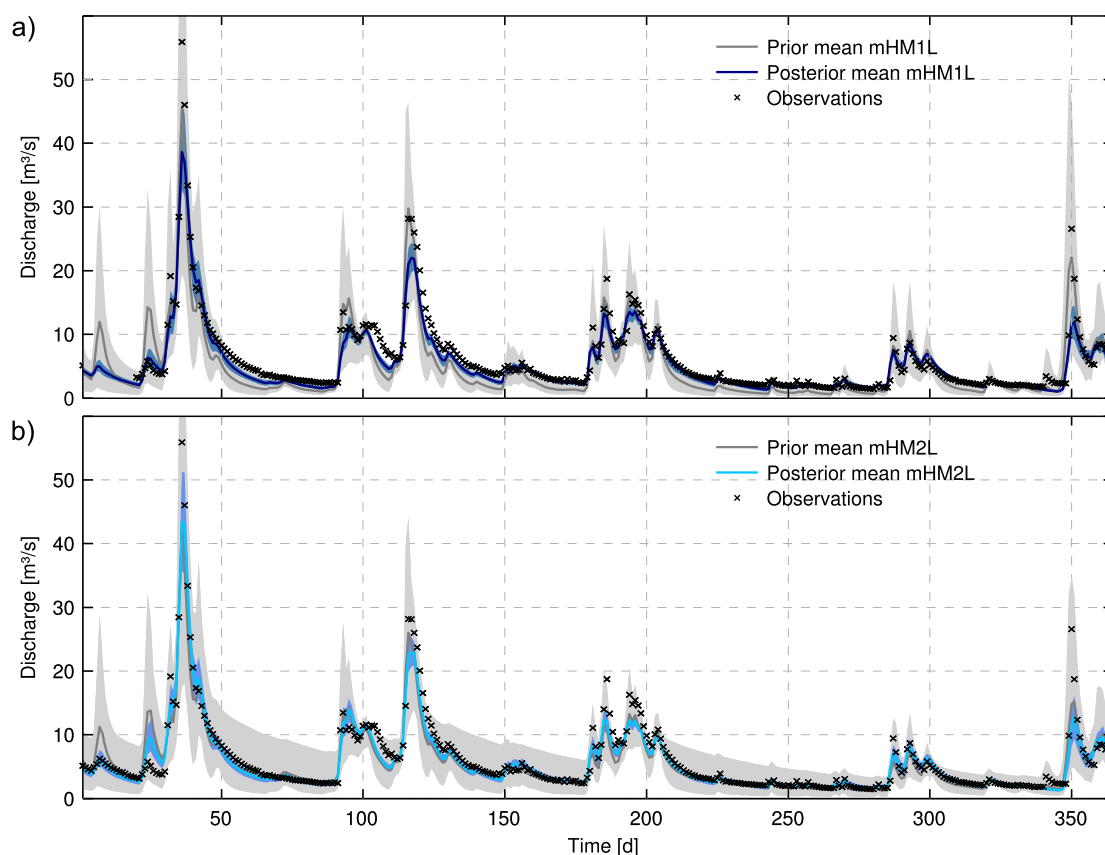 a)
Prior mean mHM1L
Posterior mean mHM1L
Observations
Discharge [m³/s]
50
40
30
20
10
0
b)
Prior mean mHM2L
Posterior mean mHM2L
Observations
Discharge [m³/s]
50
40
30
20
10
0
50 100 150 200 250 300 350
Time [d]